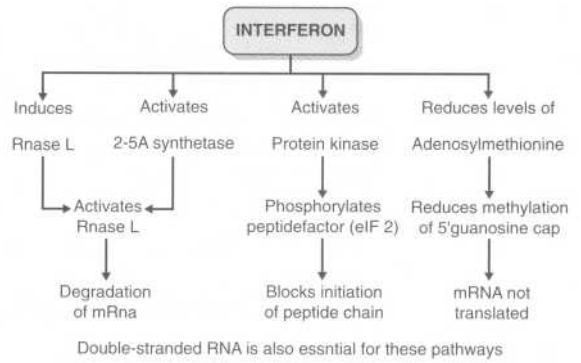 INTERFERON
Induces
Rnase L
Activates
2-5A synthetase
Activates
Protein kinase
Reduces levels of
Adenosylmethionine
Activates
Rnase L
Phosphorylates
peptidefactor (eIF 2)
Reduces methylation
of 5'guanosine cap
Degradation
of mRna
Blocks initiation
of peptide chain
mRNA not
translated
Double-stranded RNA is also essntial for these pathways